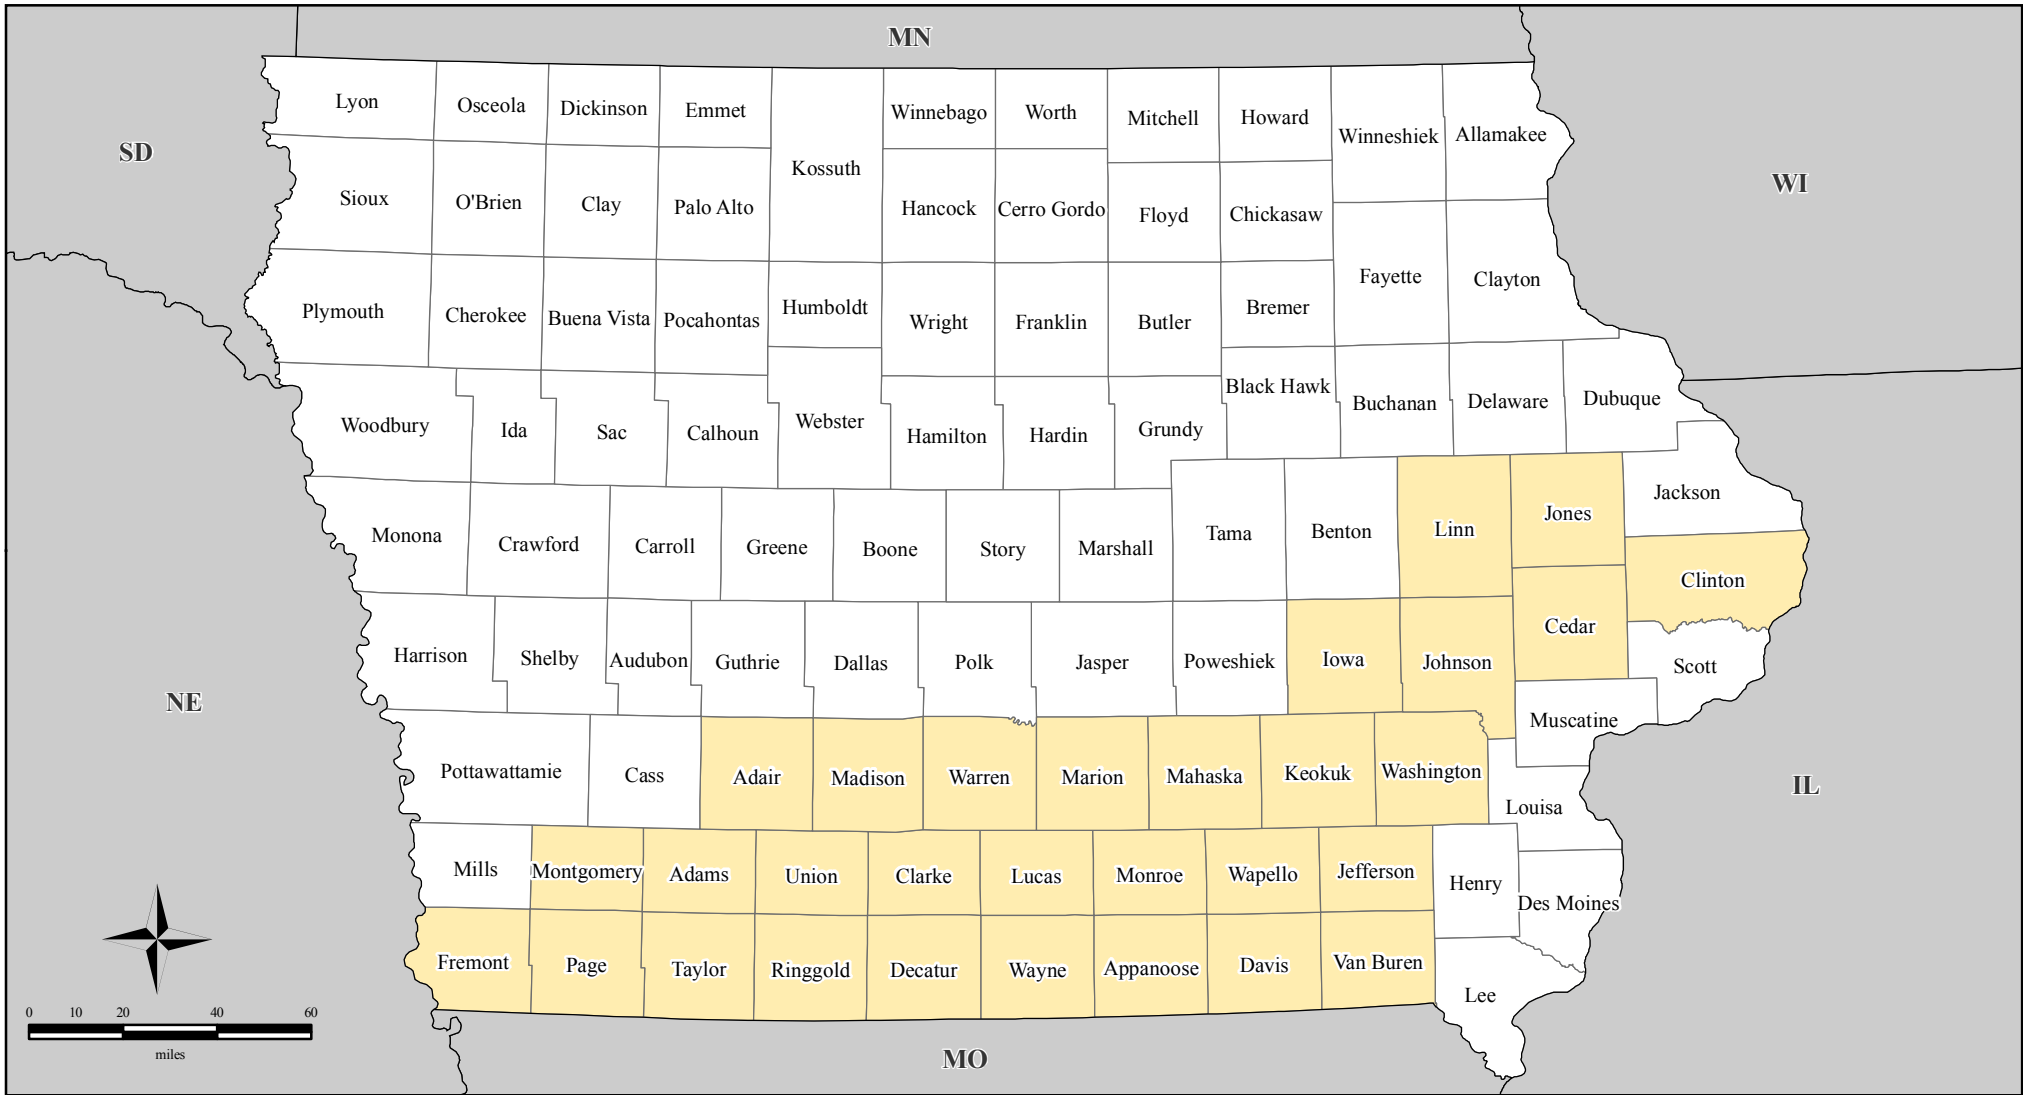 MN
SD
WI
NE
IL
MO
Lyon
Osceola
Dickinson
Emmet
Kossuth
Winnebago
Worth
Mitchell
Howard
Winneshiek
Allamakee
Sioux
O'Brien
Clay
Palo Alto
Hancock
Cerro Gordo
Floyd
Chickasaw
Fayette
Clayton
Plymouth
Cherokee
Buena Vista
Pocahontas
Humboldt
Wright
Franklin
Butler
Bremer
Black Hawk
Buchanan
Delaware
Dubuque
Woodbury
Ida
Sac
Calhoun
Webster
Hamilton
Hardin
Grundy
Jackson
Monona
Crawford
Carroll
Greene
Boone
Story
Marshall
Tama
Benton
Linn
Jones
Clinton
Cedar
Harrison
Shelby
Audubon
Guthrie
Dallas
Polk
Jasper
Poweshiek
Iowa
Johnson
Scott
Muscatine
Pottawattamie
Cass
Adair
Madison
Warren
Marion
Mahaska
Keokuk
Washington
Louisa
Mills
Montgomery
Adams
Union
Clarke
Lucas
Monroe
Wapello
Jefferson
Henry
Des Moines
Fremont
Page
Taylor
Ringgold
Decatur
Wayne
Appanoose
Davis
Van Buren
Lee
0 10 20 40 60
miles